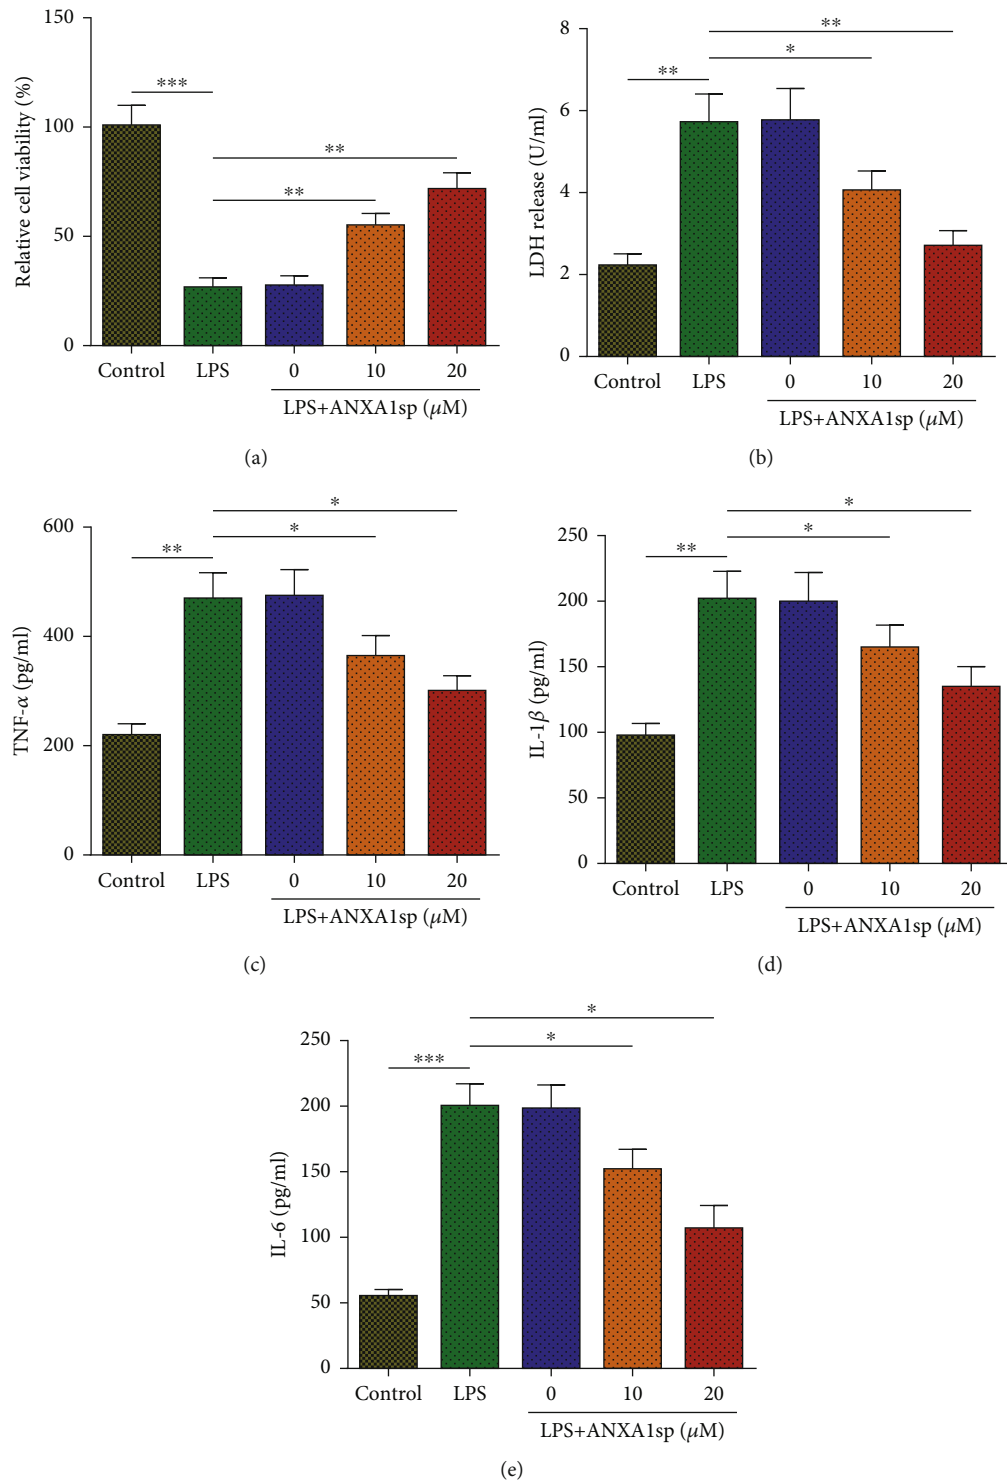 150
100
50
0
Relative cell viability (%)
***
**
**
Control
LPS
0
10
20
LPS+ANXA1sp (μM)
(a)
8
6
4
2
0
LDH release (U/ml)
**
*
**
Control
LPS
0
10
20
LPS+ANXA1sp (μM)
(b)
600
400
200
0
TNF-α (pg/ml)
*
*
**
Control
LPS
0
10
20
LPS+ANXA1sp (μM)
(c)
250
200
150
100
50
0
IL-1β (pg/ml)
*
*
**
Control
LPS
0
10
20
LPS+ANXA1sp (μM)
(d)
250
200
150
100
50
0
IL-6 (pg/ml)
*
*
***
Control
LPS
0
10
20
LPS+ANXA1sp (μM)
(e)